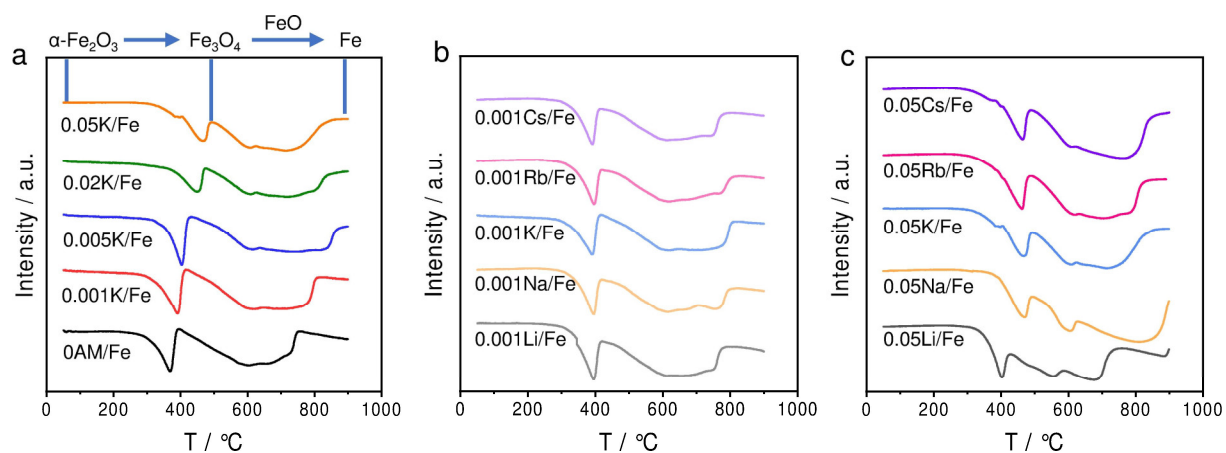 FeO
α-Fe₂O₃ Fe₃O₄ Fe
a
0.05K/Fe
0.02K/Fe
0.005K/Fe
0.001K/Fe
0AM/Fe
Intensity / a.u.
0 200 400 600 800 1000
T / °C
b
0.001Cs/Fe
0.001Rb/Fe
0.001K/Fe
0.001Na/Fe
0.001Li/Fe
Intensity / a.u.
0 200 400 600 800 1000
T / °C
c
0.05Cs/Fe
0.05Rb/Fe
0.05K/Fe
0.05Na/Fe
0.05Li/Fe
Intensity / a.u.
0 200 400 600 800 1000
T / °C